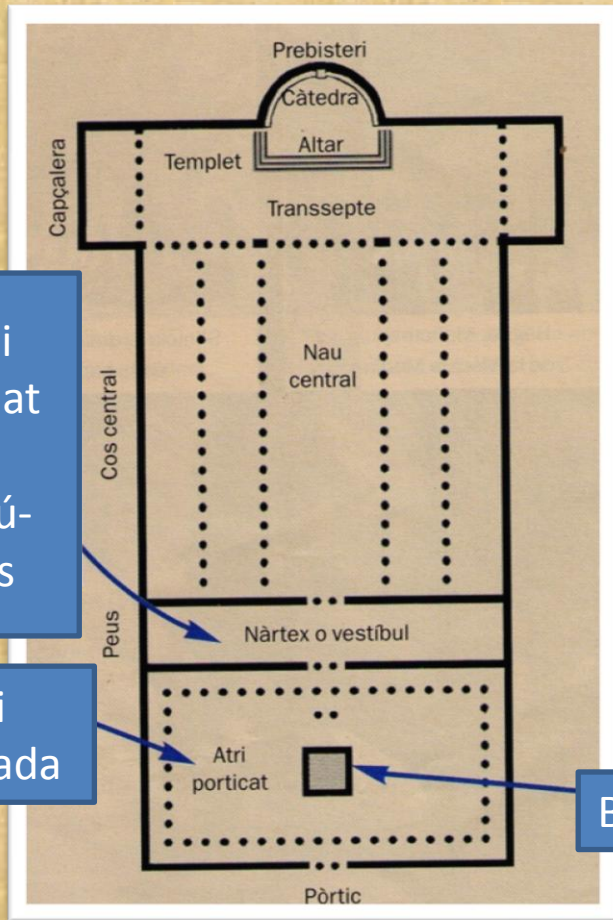 Prebisteri
Càtedra
Altar
Templet
Capçalera
Transsepte
Nau
central
Cos central
Peus
Nàrtex o vestíbul
Atri
porticat
Pòrtic